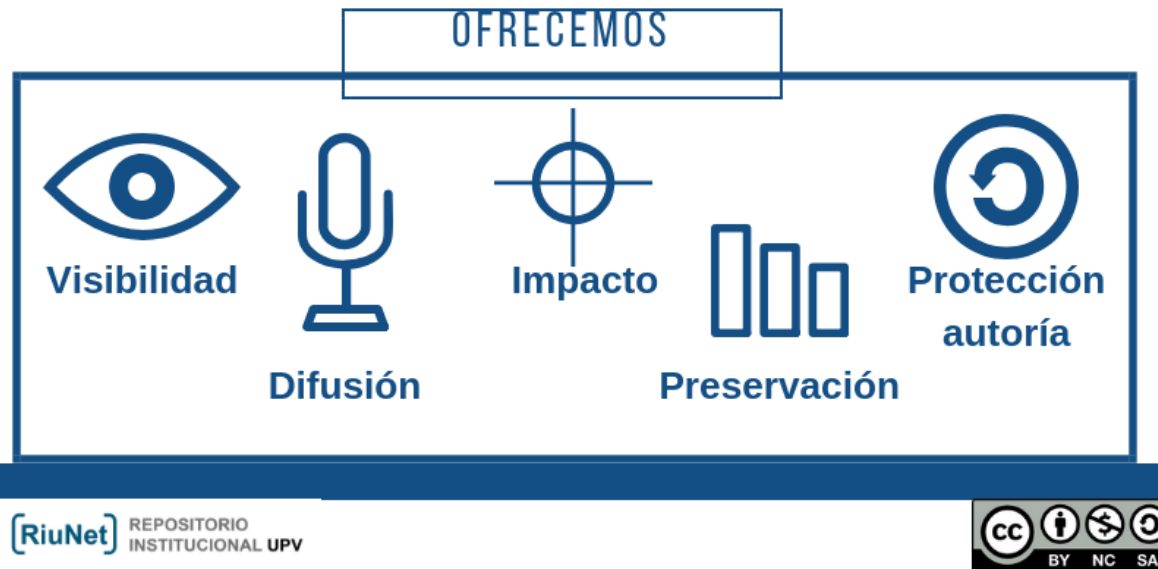 OFRECEMOS
Visibilidad
Difusión
Impacto
Preservación
Protección
autoría
[RiuNet] REPOSITORIO
INSTITUCIONAL UPV
cc
BY NC SA